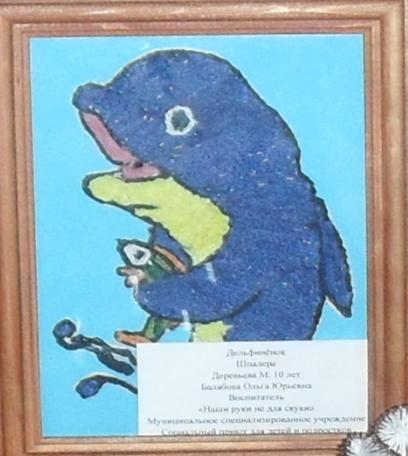 Дельфинёнок
Шпалера
Деревьева М. 10 лет
Балабова Ольга Юрьевна
Воспитатель
«Наши руки не для скуки»
Муниципальное специализированное учреждение
Социальный приют для детей и подростков